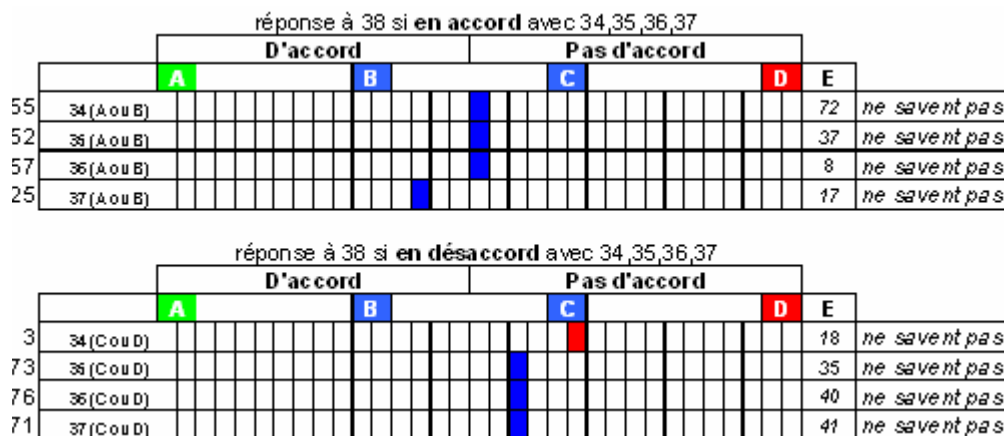 réponse à 38 si en accord avec 34,35,36,37
D'accord Pas d'accord
A B C D E
55 34 (A ou B) 72 ne savent pas
52 35 (A ou B) 37 ne savent pas
57 36 (A ou B) 8 ne savent pas
25 37 (A ou B) 17 ne savent pas
réponse à 38 si en désaccord avec 34,35,36,37
D'accord Pas d'accord
A B C D E
3 34 (C ou D) 18 ne savent pas
73 35 (C ou D) 35 ne savent pas
76 36 (C ou D) 40 ne savent pas
71 37 (C ou D) 41 ne savent pas